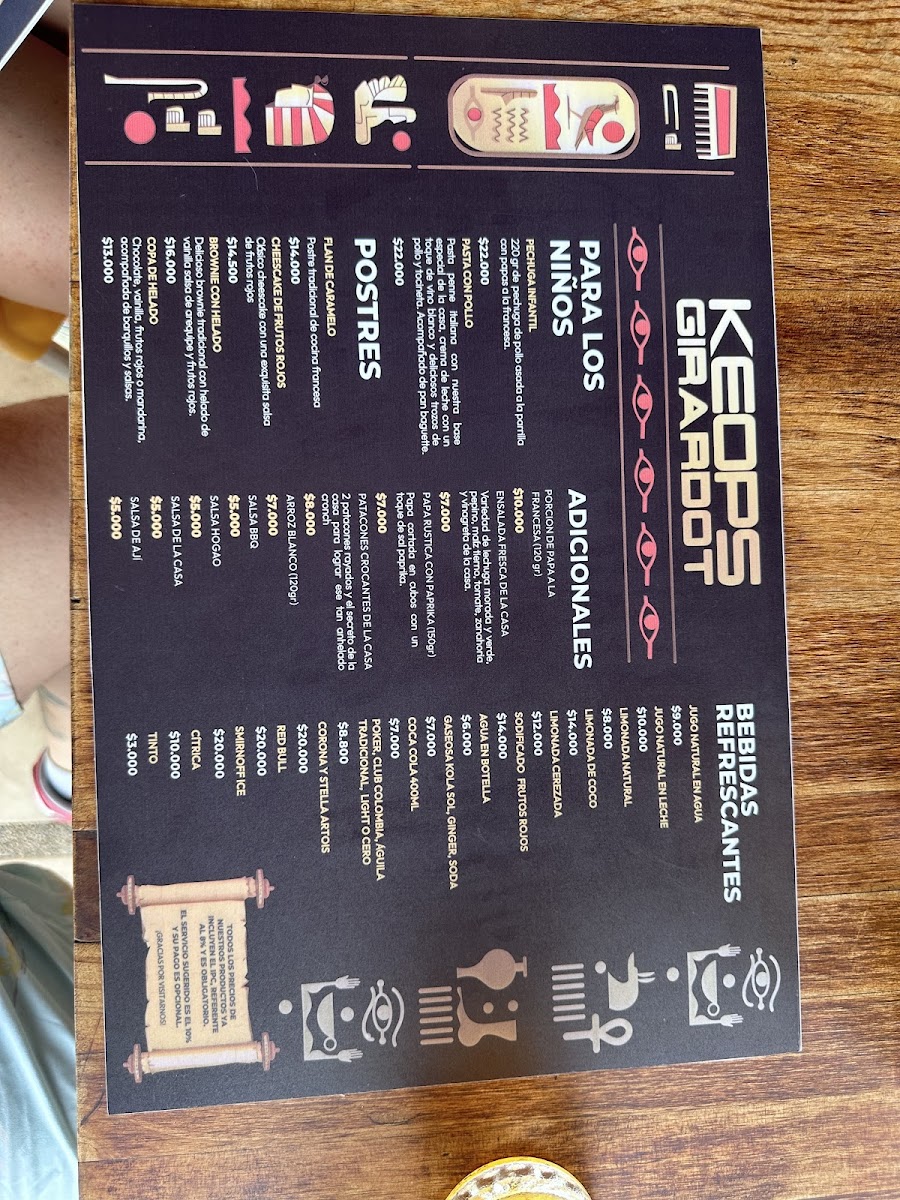 KEOPS
GIRARDOT
PARA LOS
NIÑOS
PECHUGA INFANTIL
220 gr de pechuga de pollo asada a la parrilla
con papas a la francesa.
$22.000
PASTA CON POLLO
Pasta penne italiana con nuestra base
especial de la casa, crema de leche con un
toque de vino blanco y deliciosos trozos de
pollo y tocineta. Acompañado de pan baguette.
$22.000
POSTRES
FLAN DE CARAMELO
Postre tradicional de cocina francesa
$14.000
CHEESCAKE DE FRUTOS ROJOS
Clásico cheescake con una exquisita salsa
de frutos rojos
$14.500
BROWNIE CON HELADO
Delicioso brownie tradicional con helado de
vainilla salsa de arequipe y frutos rojos.
$16.000
COPA DE HELADO
Chocolate, vainilla, frutos rojos o mandarina,
acompañada de barquillos y salsas.
$13.000
ADICIONALES
PORCION DE PAPA A LA
FRANCESA (120 gr)
$10.000
ENSALADA FRESCA DE LA CASA
Variedad de lechuga morada y verde,
pepino, maíz tierno, tomate, zanahoria
y vinagreta de la casa.
$7.000
PAPA RUSTICA CON PAPRIKA (150gr)
Papa cortada en cubos con un
toque de sal paprika.
$7.000
PATACONES CROCANTES DE LA CASA
2 pantacones rayados y el secreto de la
casa para lograr ese tan anhelado
cronch
$8.000
ARROZ BLANCO (120gr)
$7.000
SALSA BBQ
$5.000
SALSA HOGAO
$5.000
SALSA DE LA CASA
$5.000
SALSA DE AJÍ
$5.000
BEBIDAS
REFRESCANTES
JUGO NATURAL EN AGUA
$9.000
JUGO NATURAL EN LECHE
$10.000
LIMONADA NATURAL
$8.000
LIMONADA DE COCO
$14.000
LIMONADA CEREZADA
$12.000
SODIFICADO FRUTOS ROJOS
$14.000
AGUA EN BOTELLA
$6.000
GASEOSA KOLA SOL, GINGER, SODA
$7.000
COCA COLA 400ML
$7.000
POKER, CLUB COLOMBIA, ÁGUILA
TRADICIONAL, LIGHT O CERO
$8.800
CORONA Y STELLA ARTOIS
$20.000
RED BULL
$20.000
SMIRNOFF ICE
$20.000
CÍTRICA
$10.000
TINTO
$3.000
TODOS LOS PRECIOS DE
NUESTROS PRODUCTOS YA
INCLUYEN EL IPC, REFERENTE
AL 8% Y ES OBLIGATORIO.
EL SERVICIO SUGERIDO ES EL 10%
Y SU PAGO ES OPCIONAL.
¡GRACIAS POR VISITARNOS!